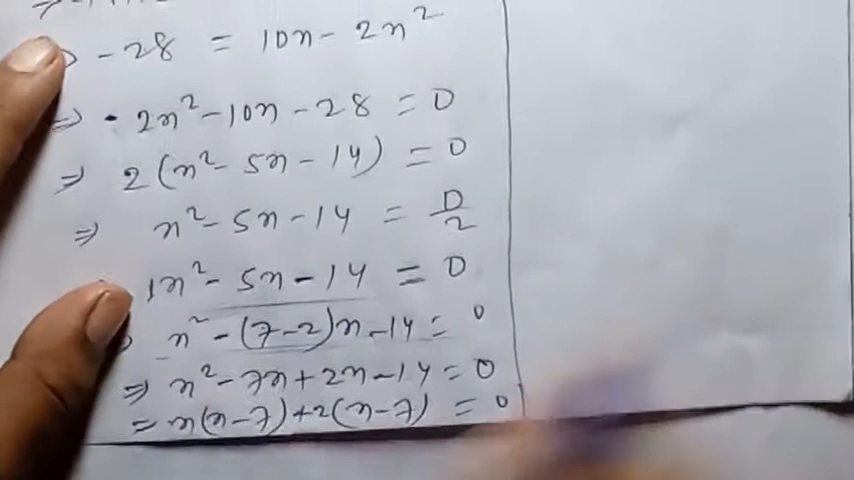 -28 = 10x - 2x²
⇒ 2x² - 10x - 28 = 0
⇒ 2(x² - 5x - 14) = 0
⇒ x² - 5x - 14 = 0/2
1x² - 5x - 14 = 0
x² - (7-2)x - 14 = 0
⇒ x² - 7x + 2x - 14 = 0
= x(x-7)+2(x-7) = 0